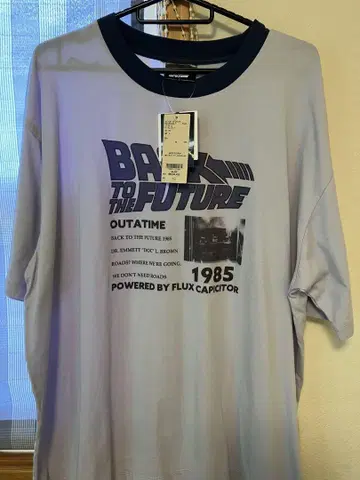 BACK
TO THE FUTURE
OUTATIME
BACK TO THE FUTURE 1985
DR. EMMETT "DOC" L. BROWN
ROADS? WHERE WE'RE GOING,
WE DON'T NEED ROADS
1985
POWERED BY FLUX CAPICITOR